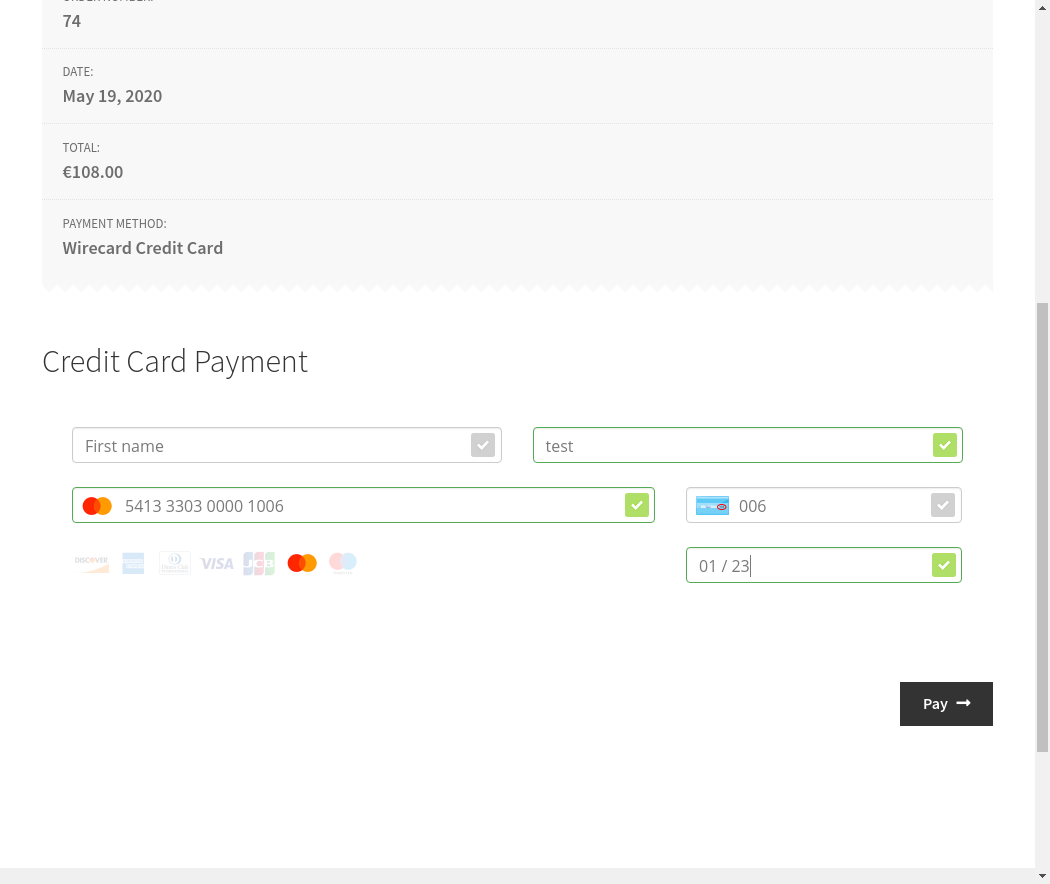 74
DATE:
May 19, 2020
TOTAL:
€108.00
PAYMENT METHOD:
Wirecard Credit Card
Credit Card Payment
First name
test
5413 3303 0000 1006
006
DISCOVER
VISA
JCB
01 / 23
Pay